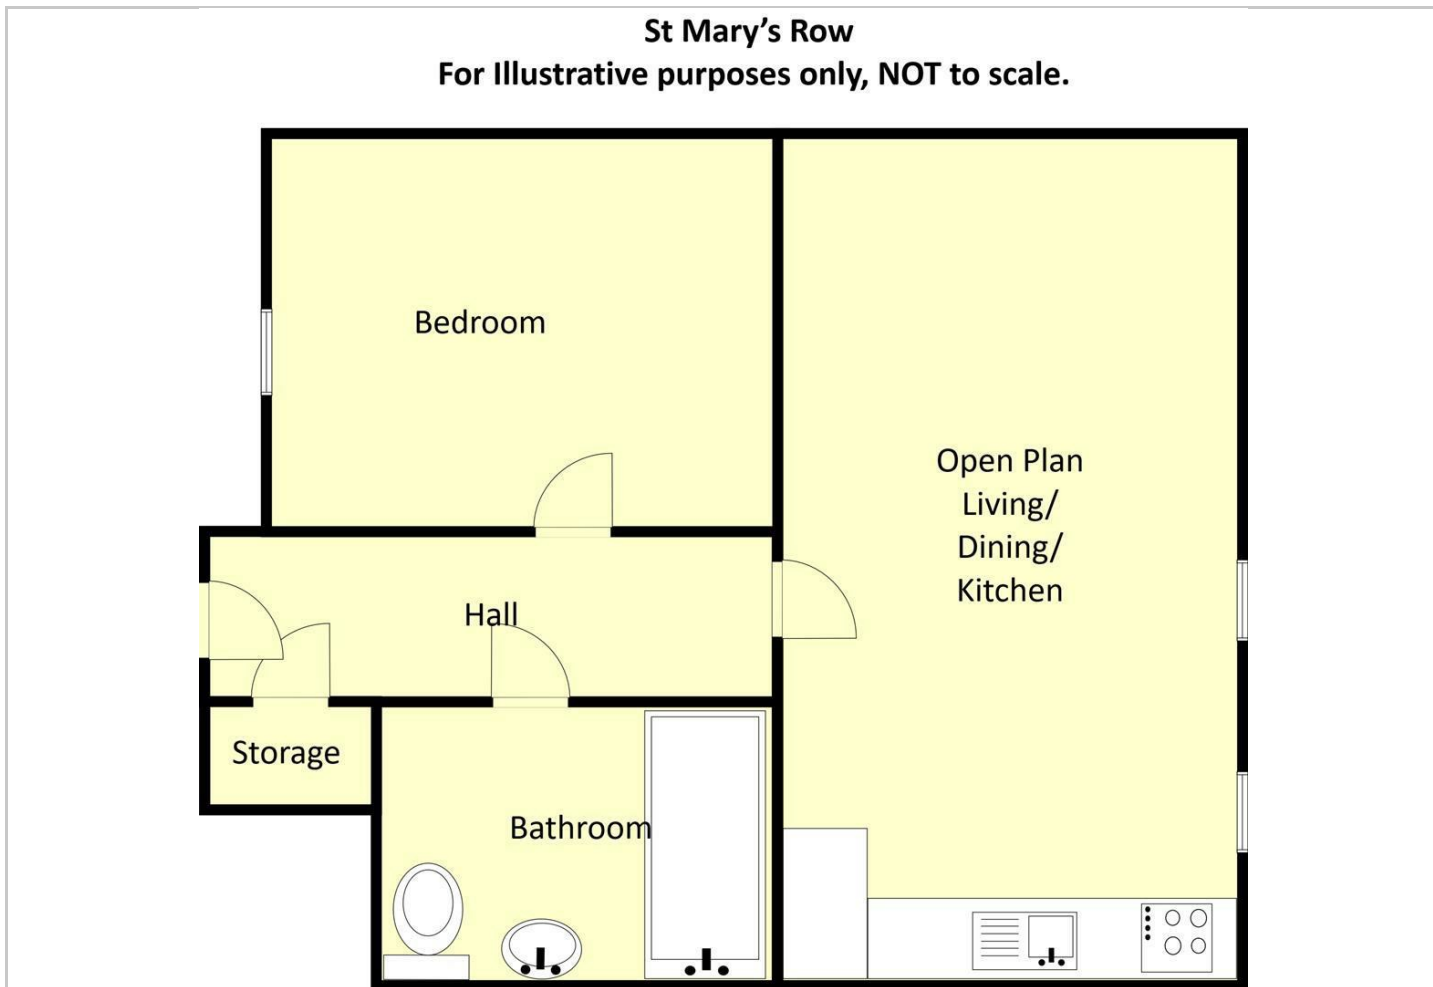 St Mary’s Row
For Illustrative purposes only, NOT to scale.
Bedroom
Open Plan
Living/
Dining/
Kitchen
Hall
Storage
Bathroom